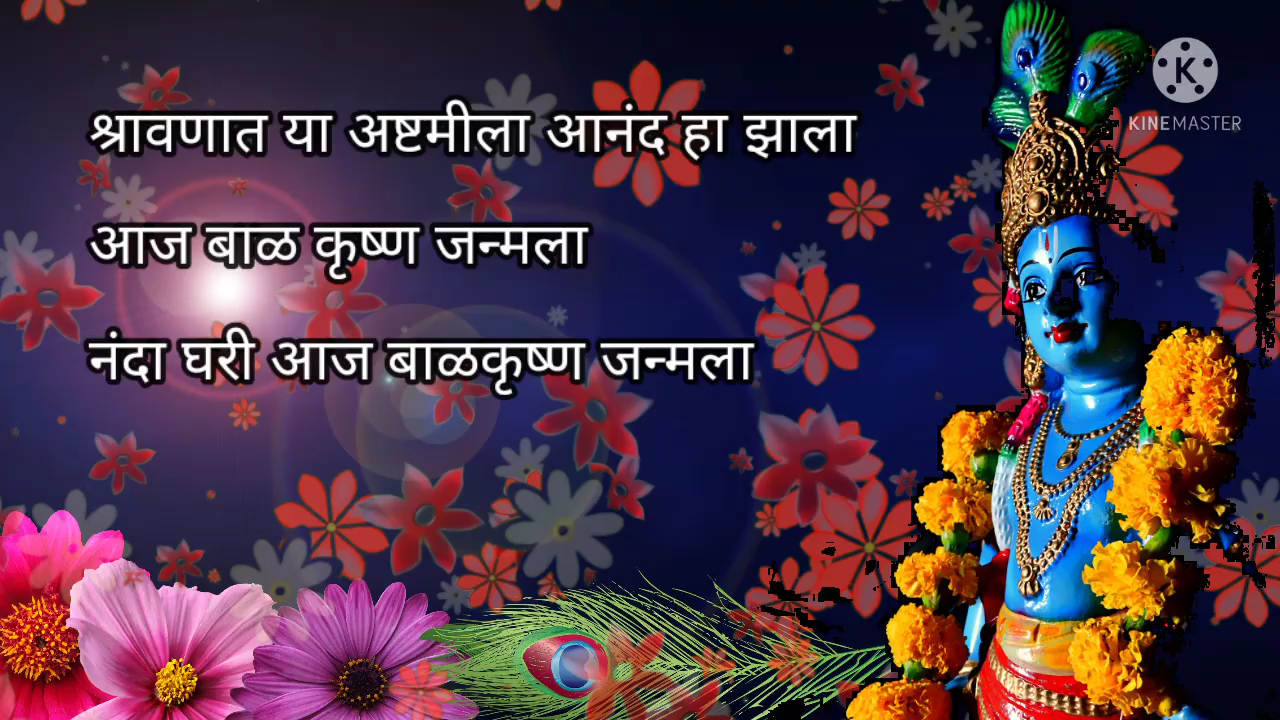 श्रावणात या अष्टमीला आनंद हा झाला
आज बाळ कृष्ण जन्मला
नंदा घरी आज बाळकृष्ण जन्मला
K
KINEMASTER